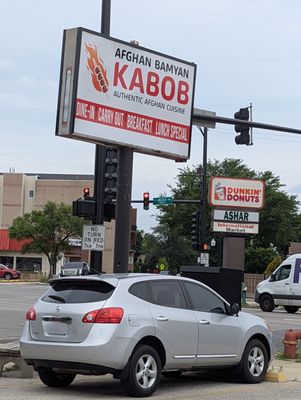 AFGHAN BAMYAN
KABOB
AUTHENTIC AFGHAN CUISINE
DINE-IN CARRY OUT BREAKFAST LUNCH SPECIAL
DUNKIN'
DONUTS
ASHAR
International
Market
NO
TURN
ON RED